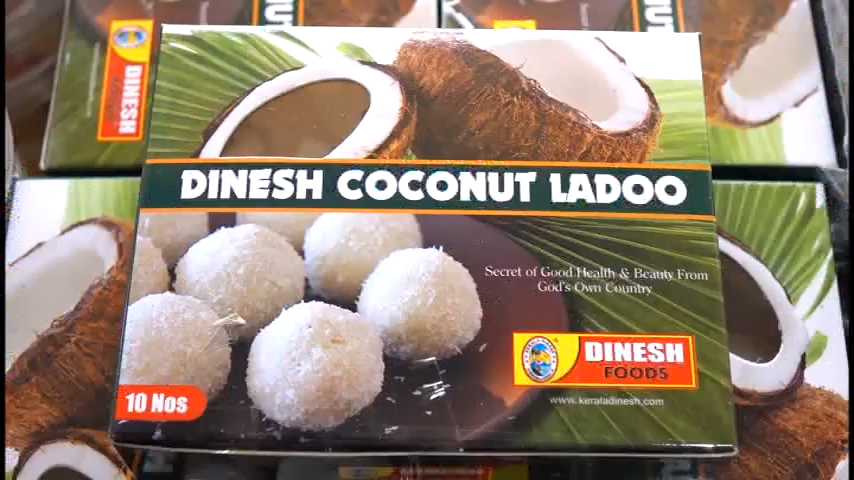 DINESH
DINESH COCONUT LADOO
Secret of Good Health & Beauty From
God's Own Country
DINESH
FOODS
10 Nos
www.keraladinesh.com